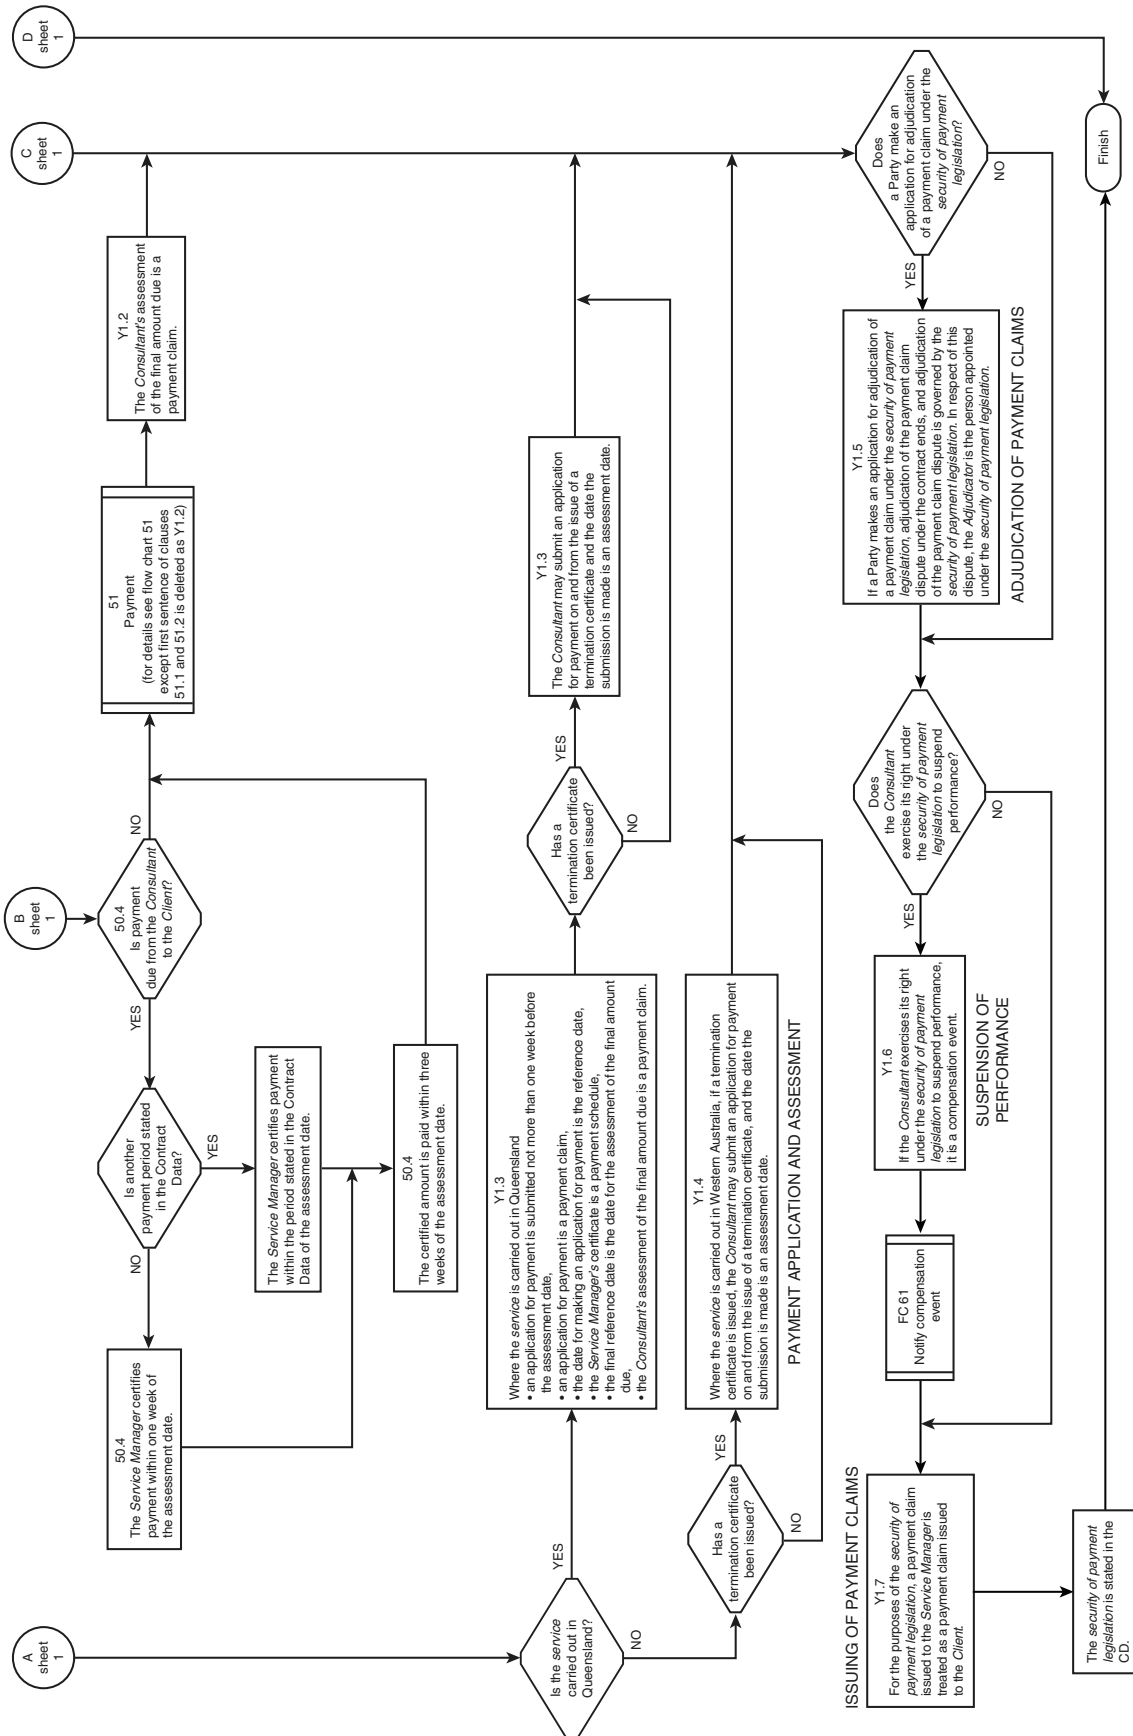 A
sheet
1
B
sheet
1
C
sheet
1
D
sheet
1
50.4
The Service Manager certifies
payment within one week of
the assessment date.
NO
Is another
payment period stated
in the Contract
Data?
YES
YES
50.4
Is payment
due from the Consultant
to the Client?
NO
51
Payment
(for details see flow chart 51
except first sentence of clauses
51.1 and 51.2 is deleted as Y1.2)
Y1.2
The Consultant's assessment
of the final amount due is a
payment claim.
The Service Manager certifies payment
within the period stated in the Contract
Data of the assessment date.
50.4
The certified amount is paid within three
weeks of the assessment date.
Is the service
carried out in
Queensland?
YES
NO
Y1.3
Where the service is carried out in Queensland
• an application for payment is submitted not more than one week before
the assessment date,
• an application for payment is a payment claim,
• the date for making an application for payment is the reference date,
• the Service Manager's certificate is a payment schedule,
• the final reference date is the date for the assessment of the final amount
due,
• the Consultant's assessment of the final amount due is a payment claim.
Has a
termination certificate
been issued?
YES
NO
Y1.3
The Consultant may submit an application
for payment on and from the issue of a
termination certificate and the date the
submission is made is an assessment date.
Has a
termination certificate
been issued?
YES
NO
Y1.4
Where the service is carried out in Western Australia, if a termination
certificate is issued, the Consultant may submit an application for payment
on and from the issue of a termination certificate, and the date the
submission is made is an assessment date.
PAYMENT APPLICATION AND ASSESSMENT
Does
a Party make an
application for adjudication
of a payment claim under the
security of payment
legislation?
YES
NO
Y1.5
If a Party makes an application for adjudication of
a payment claim under the security of payment
legislation, adjudication of the payment claim
dispute under the contract ends, and adjudication
of the payment claim dispute is governed by the
security of payment legislation. In respect of this
dispute, the Adjudicator is the person appointed
under the security of payment legislation.
ADJUDICATION OF PAYMENT CLAIMS
Does
the Consultant
exercise its right under
the security of payment
legislation to suspend
performance?
YES
NO
Y1.6
If the Consultant exercises its right
under the security of payment
legislation to suspend performance,
it is a compensation event.
SUSPENSION OF
PERFORMANCE
FC 61
Notify compensation
event
ISSUING OF PAYMENT CLAIMS
Y1.7
For the purposes of the security of
payment legislation, a payment claim
issued to the Service Manager is
treated as a payment claim issued
to the Client.
The security of payment
legislation is stated in the
CD.
Finish